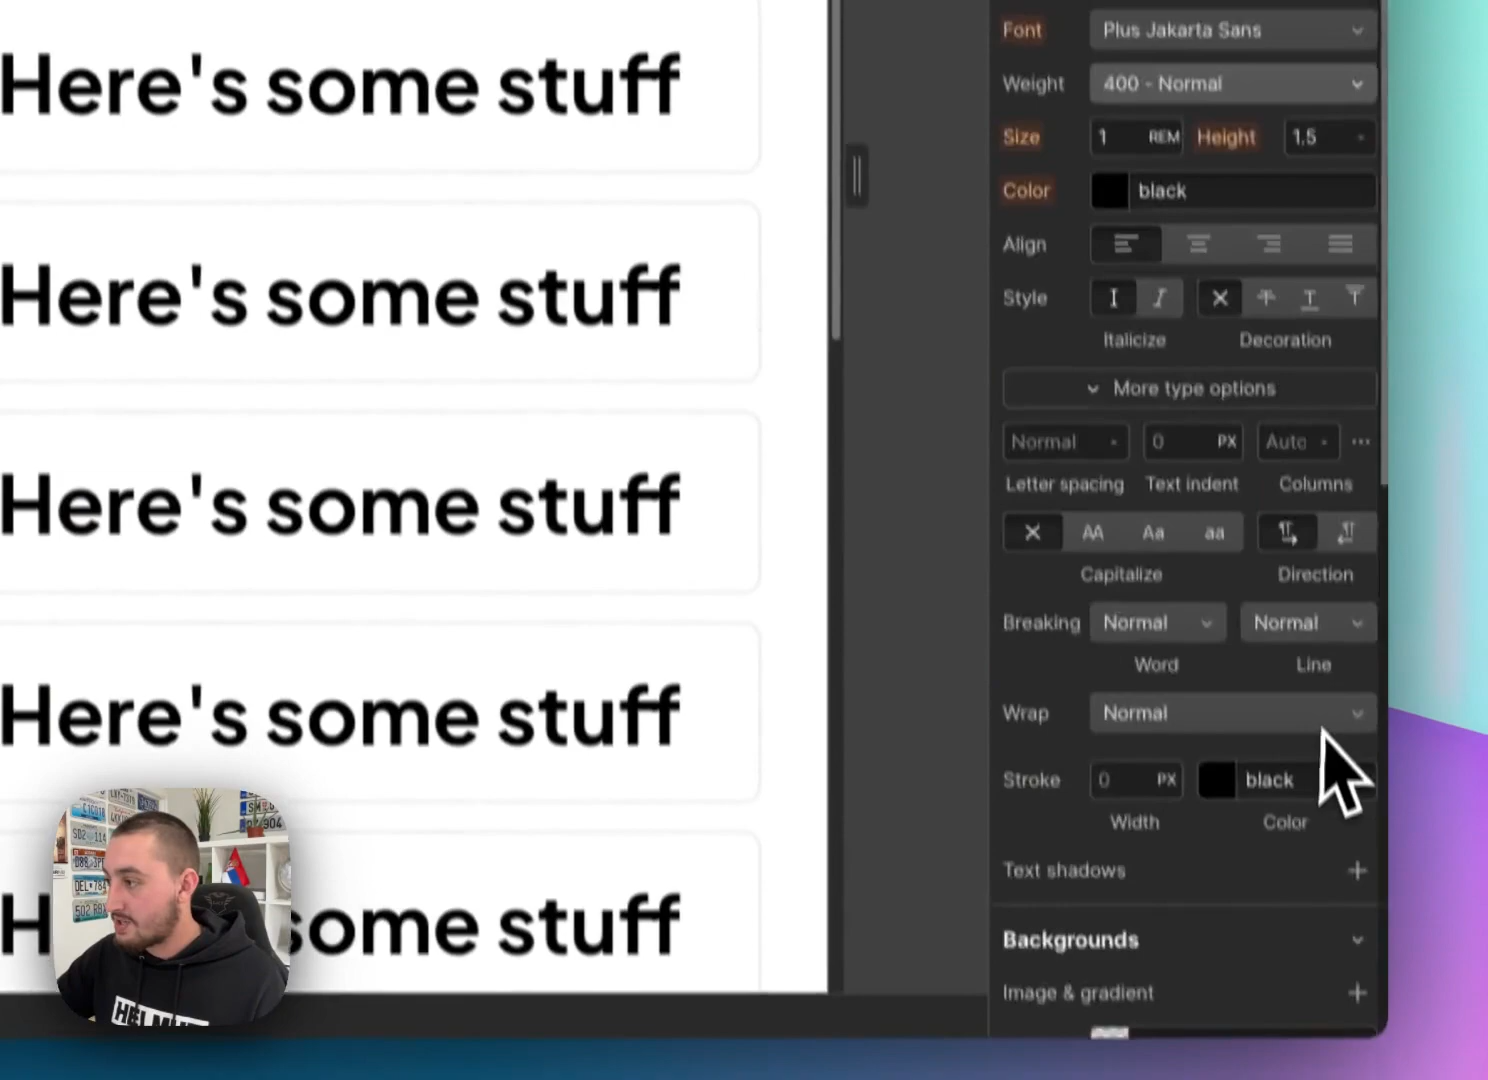 Here's some stuff
Here's some stuff
Here's some stuff
Here's some stuff
H some stuff
Font Plus Jakarta Sans
Weight 400 - Normal
Size 1 REM Height 1.5 -
Color black
Align
Style
Italicize Decoration
More type options
Normal - 0 PX Auto - ...
Letter spacing Text indent Columns
AA Aa aa
Capitalize Direction
Breaking Normal Normal
Word Line
Wrap Normal
Stroke 0 PX black
Width Color
Text shadows +
Backgrounds
Image & gradient +